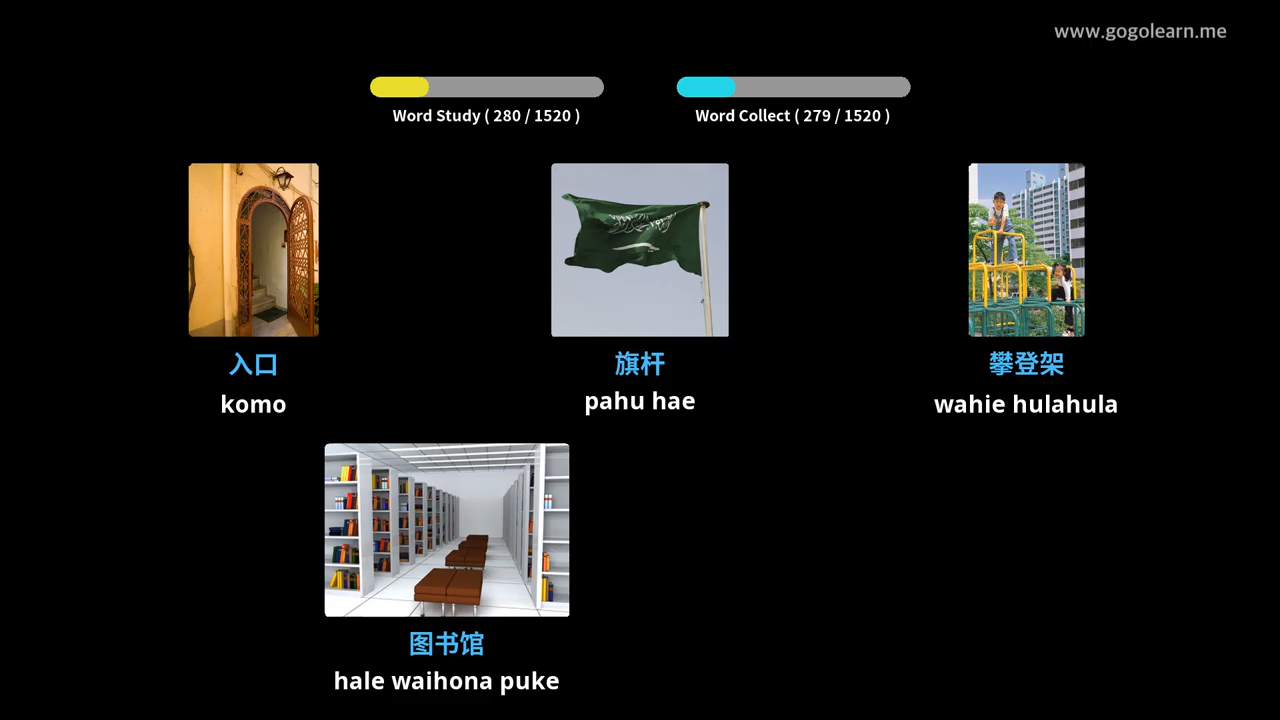 www.gogolearn.me
Word Study ( 280 / 1520 )
Word Collect ( 279 / 1520 )
入口
komo
旗杆
pahu hae
攀登架
wahie hulahula
图书馆
hale waihona puke